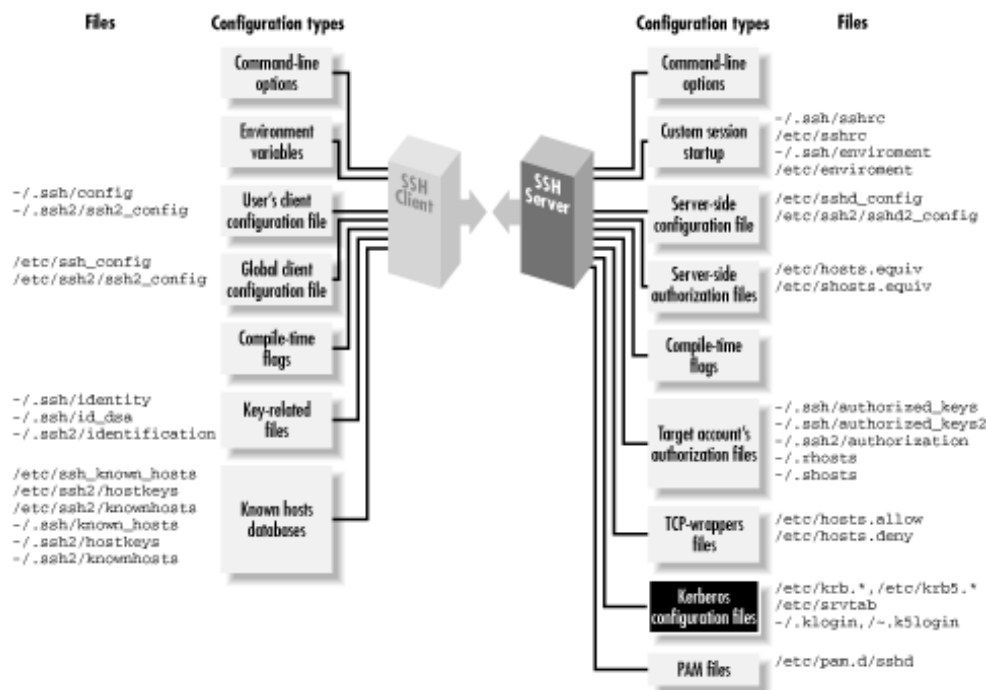 Files
Configuration types
Command-line
options
Environment
variables
-/.ssh/config
-/.ssh2/ssh2_config
User's client
configuration file
/etc/ssh_config
/etc/ssh2/ssh2_config
Global client
configuration file
Compile-time
flags
-/.ssh/identity
-/.ssh/id_dsa
-/.ssh2/identification
Key-related
files
/etc/ssh_known_hosts
/etc/ssh2/hostkeys
/etc/ssh2/knownhosts
-/.ssh/known_hosts
-/.ssh2/hostkeys
-/.ssh2/knownhosts
Known hosts
databases
SSH
Client
SSH
Server
Configuration types
Files
Command-line
options
Custom session
startup
-/.ssh/sshrc
/etc/sshrc
-/.ssh/enviroment
/etc/enviroment
Server-side
configuration file
/etc/sshd_config
/etc/ssh2/sshd2_config
Server-side
authorization files
/etc/hosts.equiv
/etc/shosts.equiv
Compile-time
flags
Target account's
authorization files
-/.ssh/authorized_keys
-/.ssh/authorized_keys2
-/.ssh2/authorization
-/.rhosts
-/.shosts
TCP-wrappers
files
/etc/hosts.allow
/etc/hosts.deny
Kerberos
configuration files
/etc/krb.*,/etc/krb5.*
/etc/srvtab
-/.klogin,/~.k5login
PAM files
/etc/pam.d/sshd